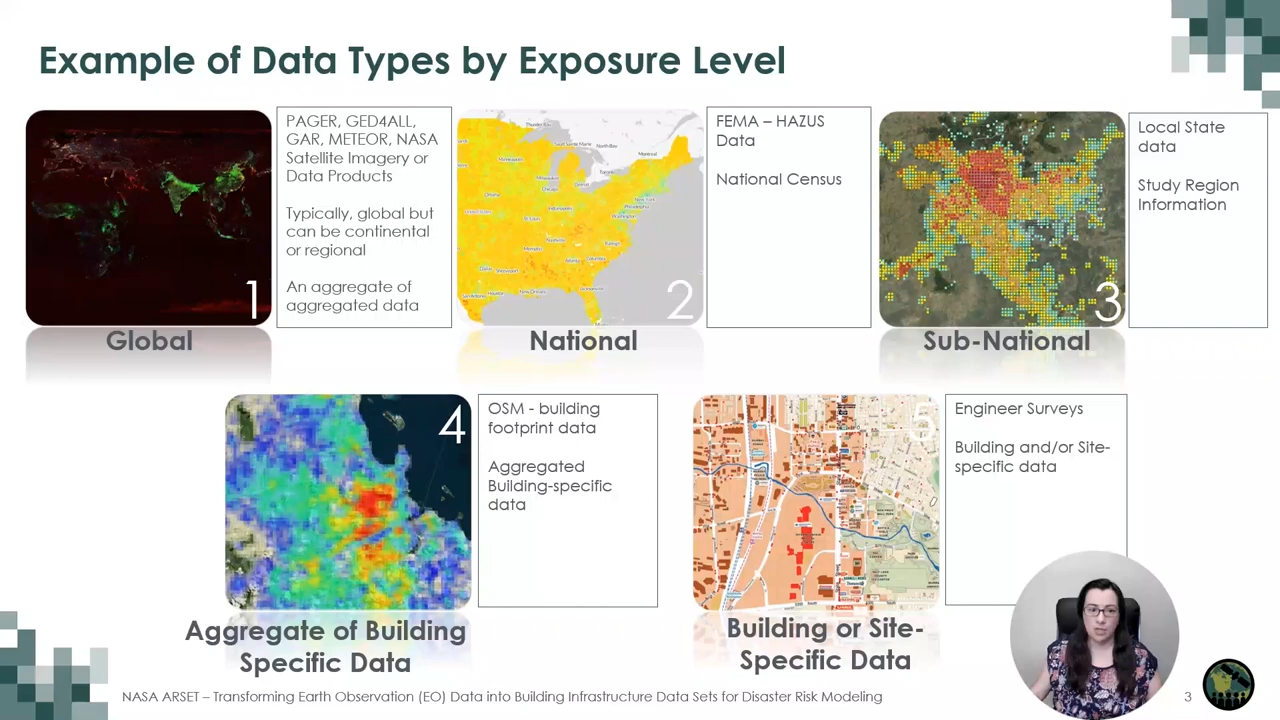 Example of Data Types by Exposure Level
PAGER, GED4ALL,
GAR, METEOR, NASA
Satellite Imagery or
Data Products
Typically, global but
can be continental
or regional
An aggregate of
aggregated data
1
Global
FEMA – HAZUS
Data
National Census
2
National
Local State
data
Study Region
Information
3
Sub-National
4
OSM - building
footprint data
Aggregated
Building-specific
data
Aggregate of Building
Specific Data
5
Engineer Surveys
Building and/or Site-
specific data
Building or Site-
Specific Data
NASA ARSET – Transforming Earth Observation (EO) Data into Building Infrastructure Data Sets for Disaster Risk Modeling
3